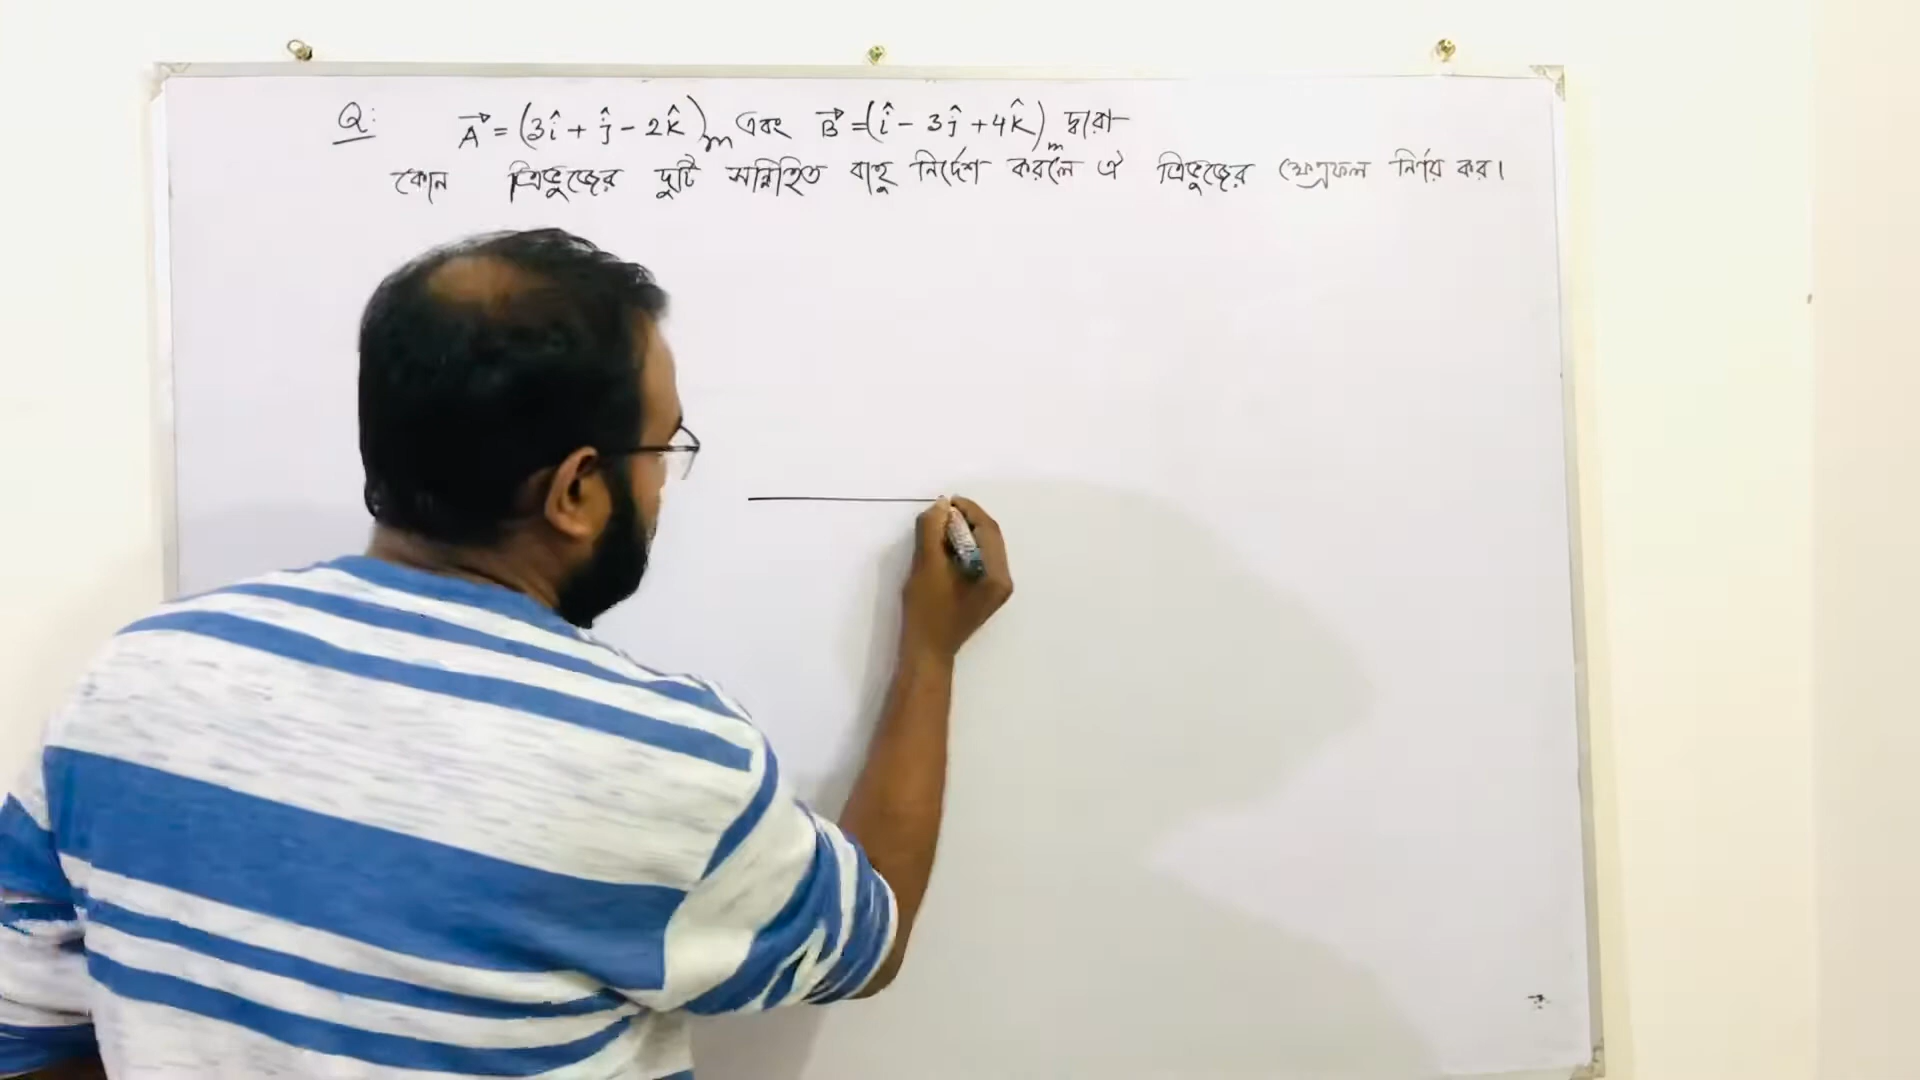 Q: A⃗ = (3î + ĵ - 2k̂)m এবং B⃗ = (î - 3ĵ + 4k̂)m দ্বারা
কোন ত্রিভুজের দুটি সন্নিহিত বাহু নির্দেশ করলে ঐ ত্রিভুজের ক্ষেত্রফল নির্ণয় কর।